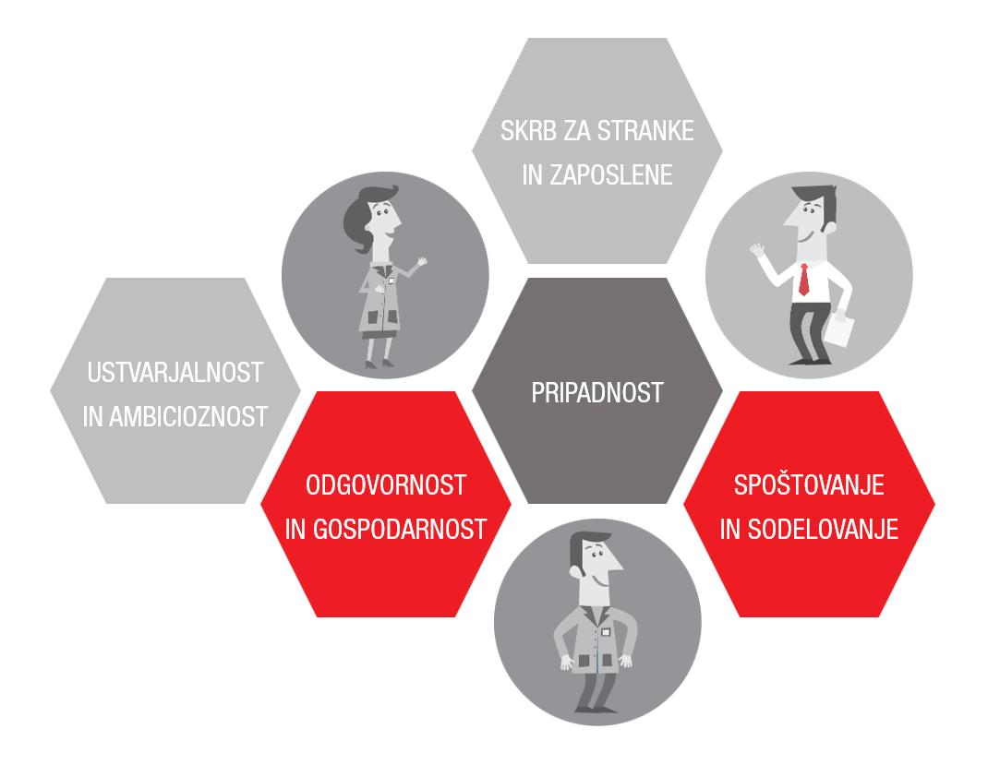 SKRB ZA STRANKE
IN ZAPOSLENE
USTVARJALNOST
IN AMBICIOZNOST
PRIPADNOST
ODGOVORNOST
IN GOSPODARNOST
SPOŠTOVANJE
IN SODELOVANJE